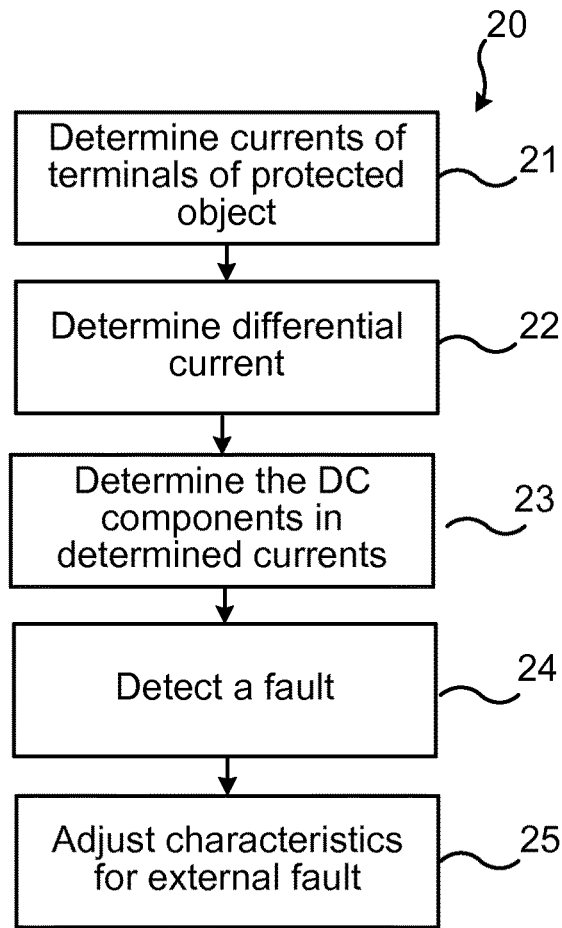 20
Determine currents of
terminals of protected
object
21
Determine differential
current
22
Determine the DC
components in
determined currents
23
Detect a fault
24
Adjust characteristics
for external fault
25